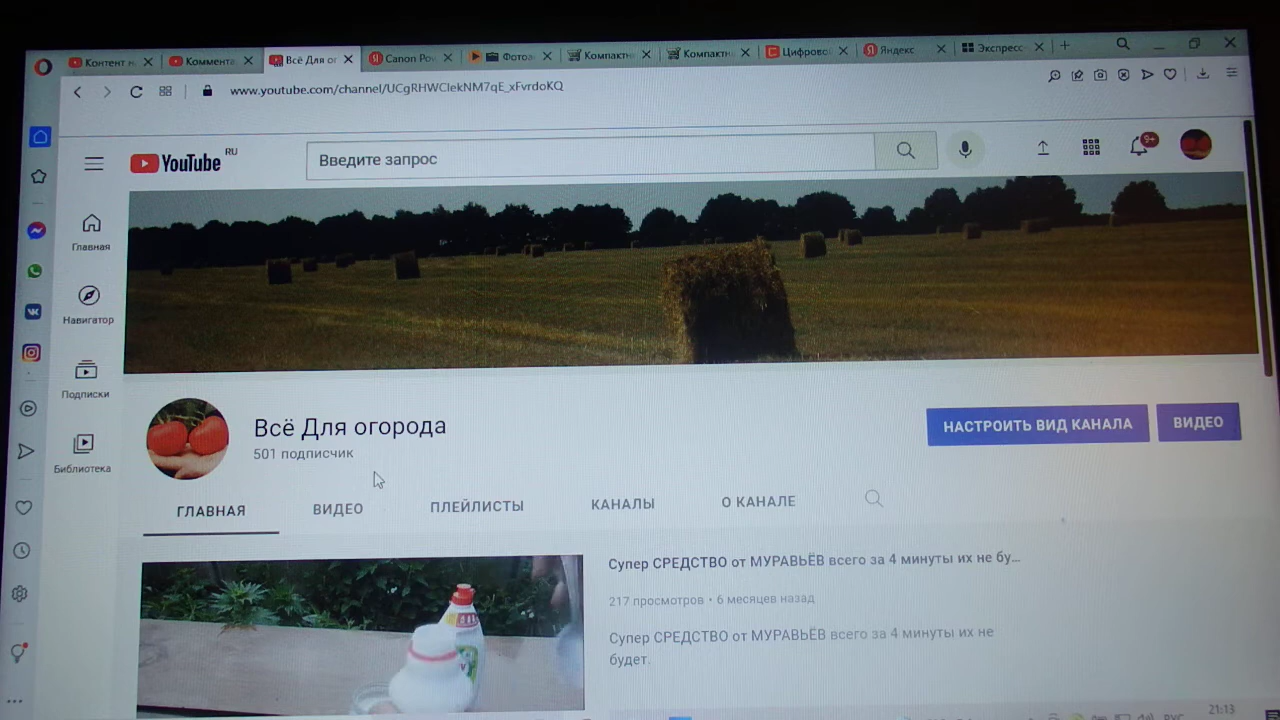 Контент н
Коммента
Всё Для ог
Canon Pow
Фотоа
Компактн
Компактн
Цифрово
Яндекс
Экспресс
www.youtube.com/channel/UCgRHWClekNM7qE_xFvrdoKQ
YouTube RU
Введите запрос
9+
Главная
Навигатор
Подписки
Библиотека
Всё Для огорода
501 подписчик
НАСТРОИТЬ ВИД КАНАЛА
ВИДЕО
ГЛАВНАЯ
ВИДЕО
ПЛЕЙЛИСТЫ
КАНАЛЫ
О КАНАЛЕ
Супер СРЕДСТВО от МУРАВЬЁВ всего за 4 минуты их не бу...
217 просмотров • 6 месяцев назад
Супер СРЕДСТВО от МУРАВЬЁВ всего за 4 минуты их не
будет.
РУС
21:13